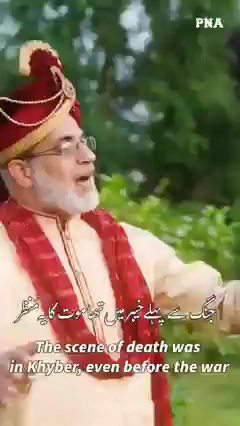 PNA
جنگ سے پہلے خیبر میں تھا موت کا یہ منظر
The scene of death was
in Khyber, even before the war